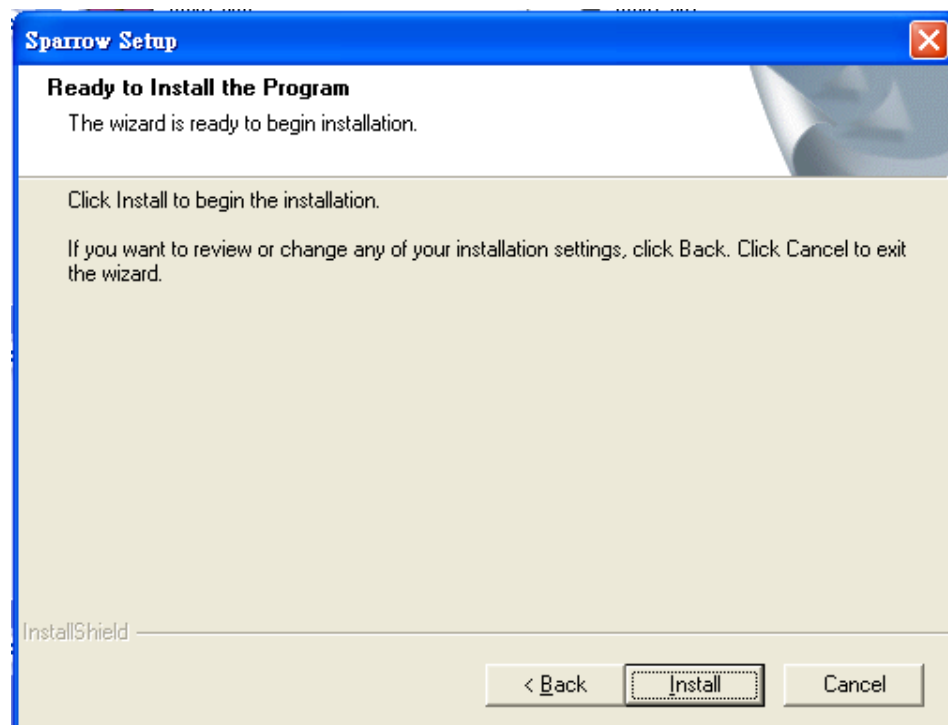 Sparrow Setup
Ready to Install the Program
The wizard is ready to begin installation.
Click Install to begin the installation.
If you want to review or change any of your installation settings, click Back. Click Cancel to exit
the wizard.
InstallShield
< Back Install Cancel